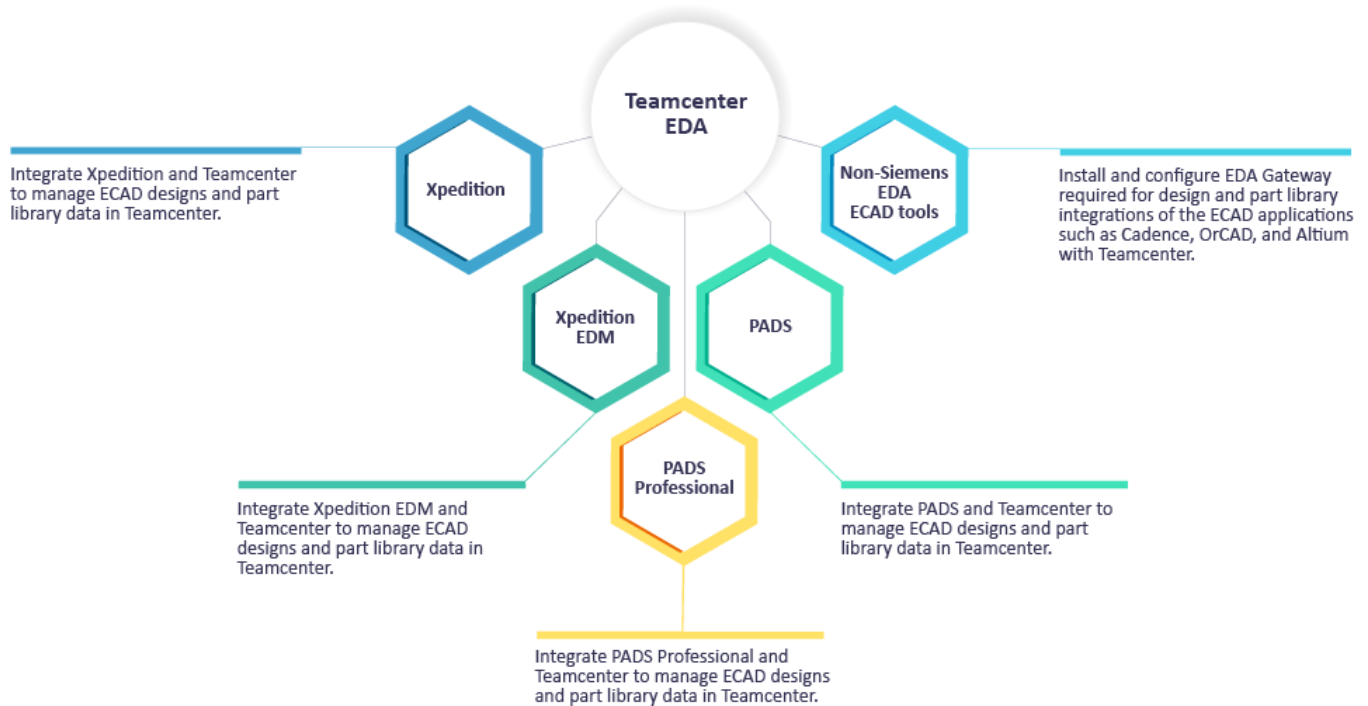 Teamcenter
EDA
Xpedition
Integrate Xpedition and Teamcenter
to manage ECAD designs and part
library data in Teamcenter.
Non-Siemens
EDA
ECAD tools
Install and configure EDA Gateway
required for design and part library
integrations of the ECAD applications
such as Cadence, OrCAD, and Altium
with Teamcenter.
Xpedition
EDM
Integrate Xpedition EDM and
Teamcenter to manage ECAD
designs and part library data in
Teamcenter.
PADS
Integrate PADS and Teamcenter to
manage ECAD designs and part
library data in Teamcenter.
PADS
Professional
Integrate PADS Professional and
Teamcenter to manage ECAD designs
and part library data in Teamcenter.